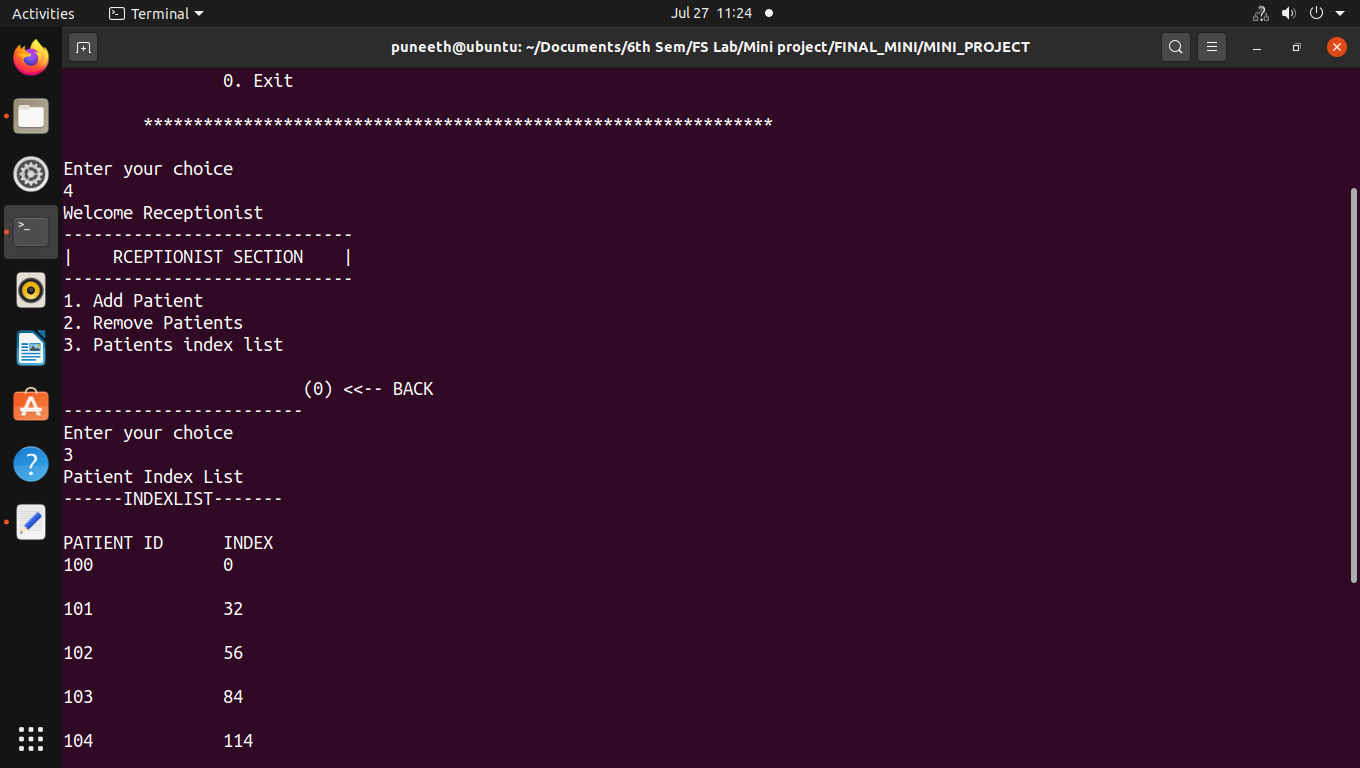 Activities Terminal Jul 27 11:24
puneeth@ubuntu: ~/Documents/6th Sem/FS Lab/Mini project/FINAL_MINI/MINI_PROJECT
0. Exit
***************************************************************
Enter your choice
4
Welcome Receptionist
-----------------------------
|    RCEPTIONIST SECTION    |
-----------------------------
1. Add Patient
2. Remove Patients
3. Patients index list
(0) <<-- BACK
------------------------
Enter your choice
3
Patient Index List
------INDEXLIST-------
PATIENT ID      INDEX
100             0
101             32
102             56
103             84
104             114